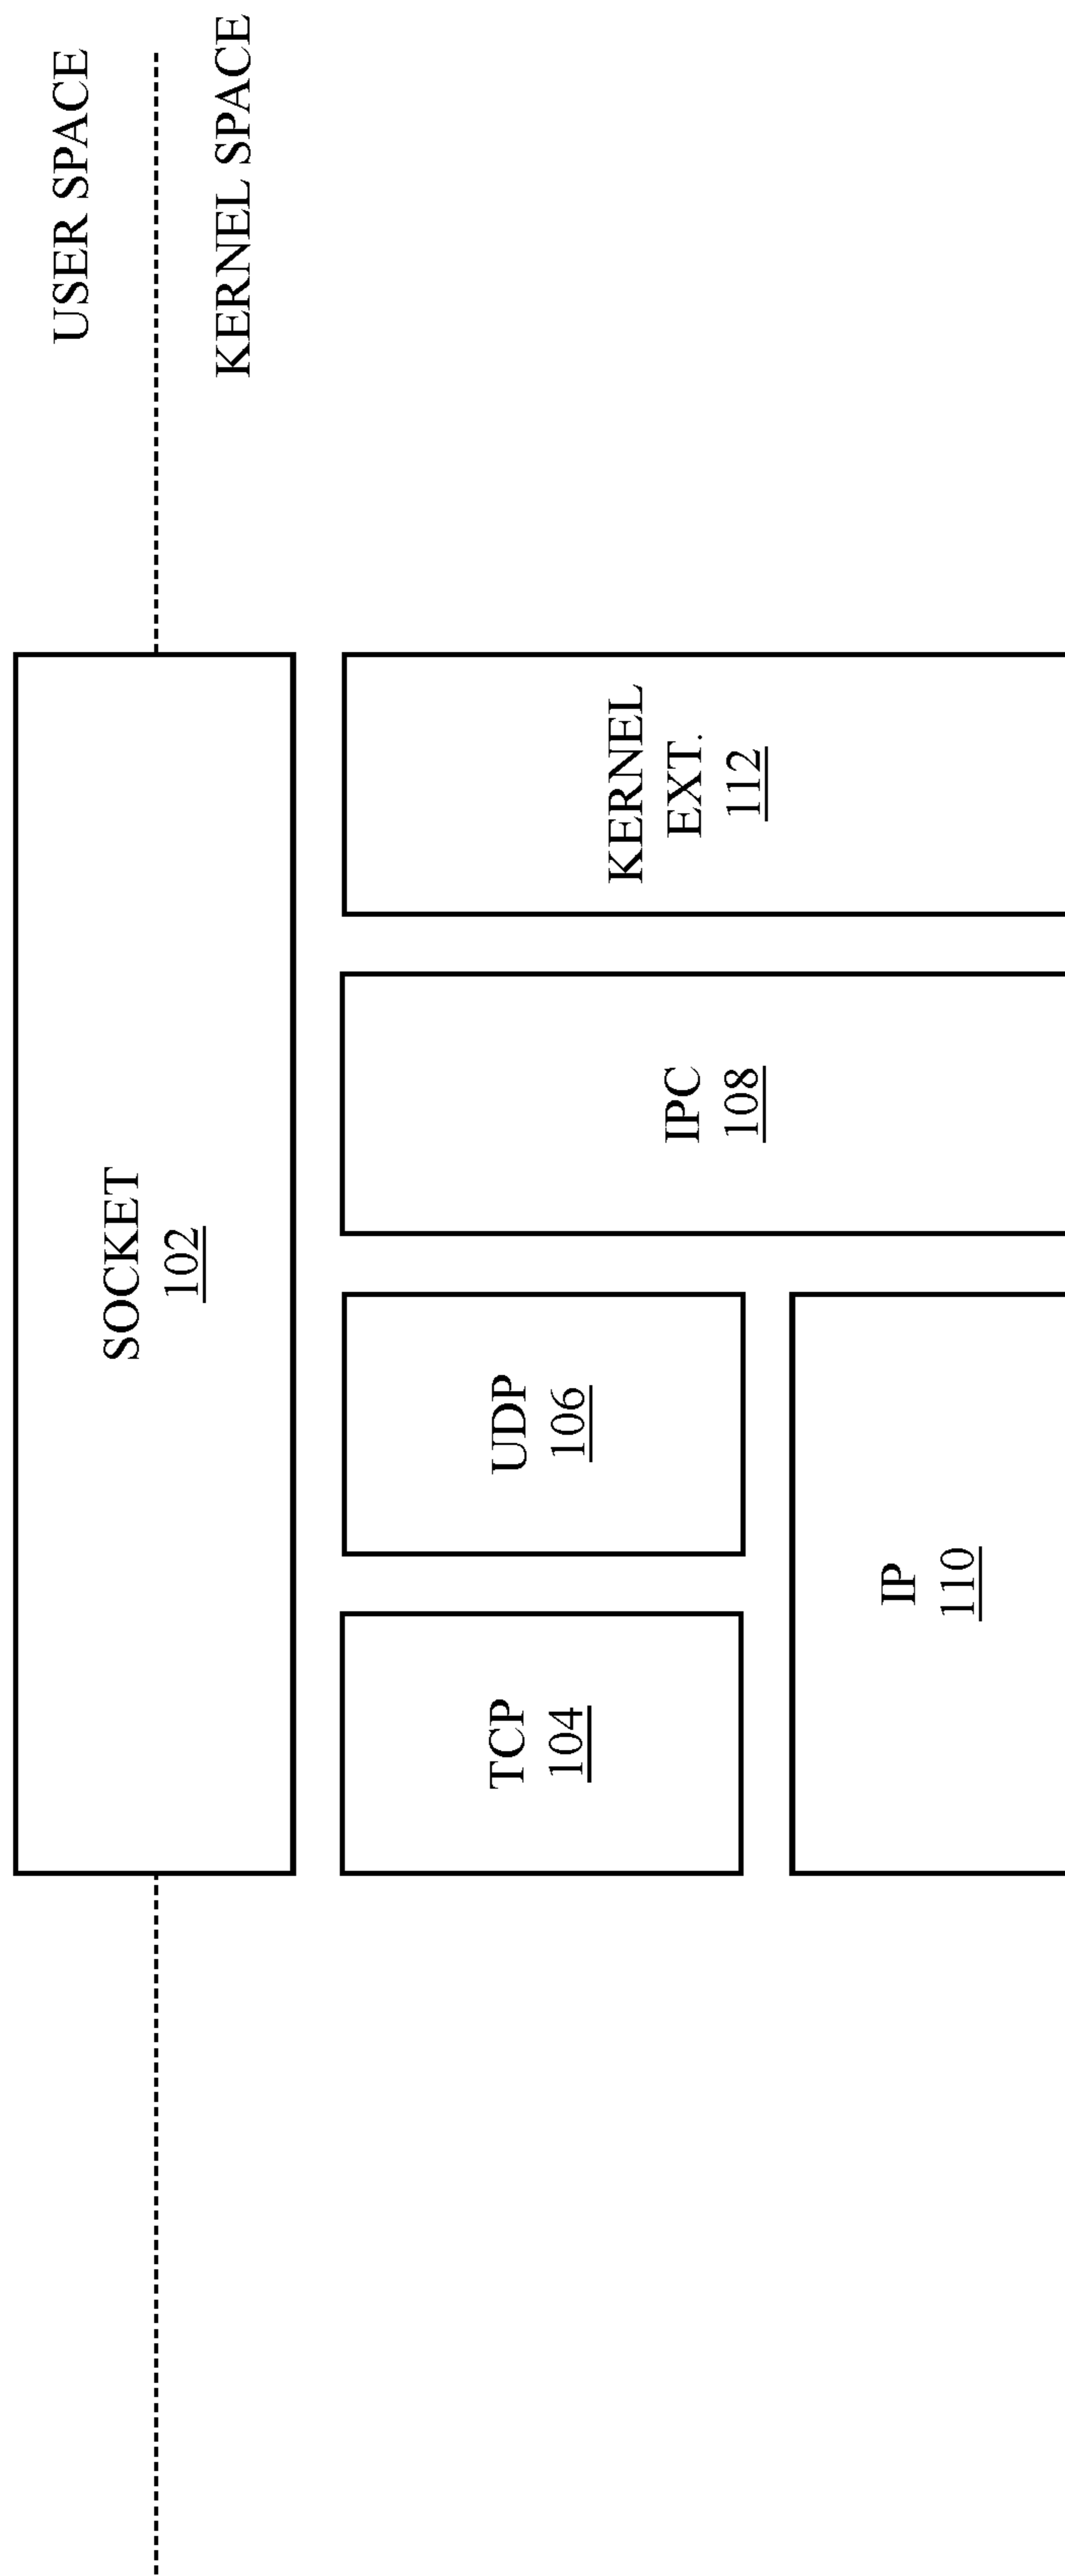 USER SPACE
KERNEL SPACE
SOCKET
102
TCP
104
UDP
106
IPC
108
KERNEL
EXT.
112
IP
110